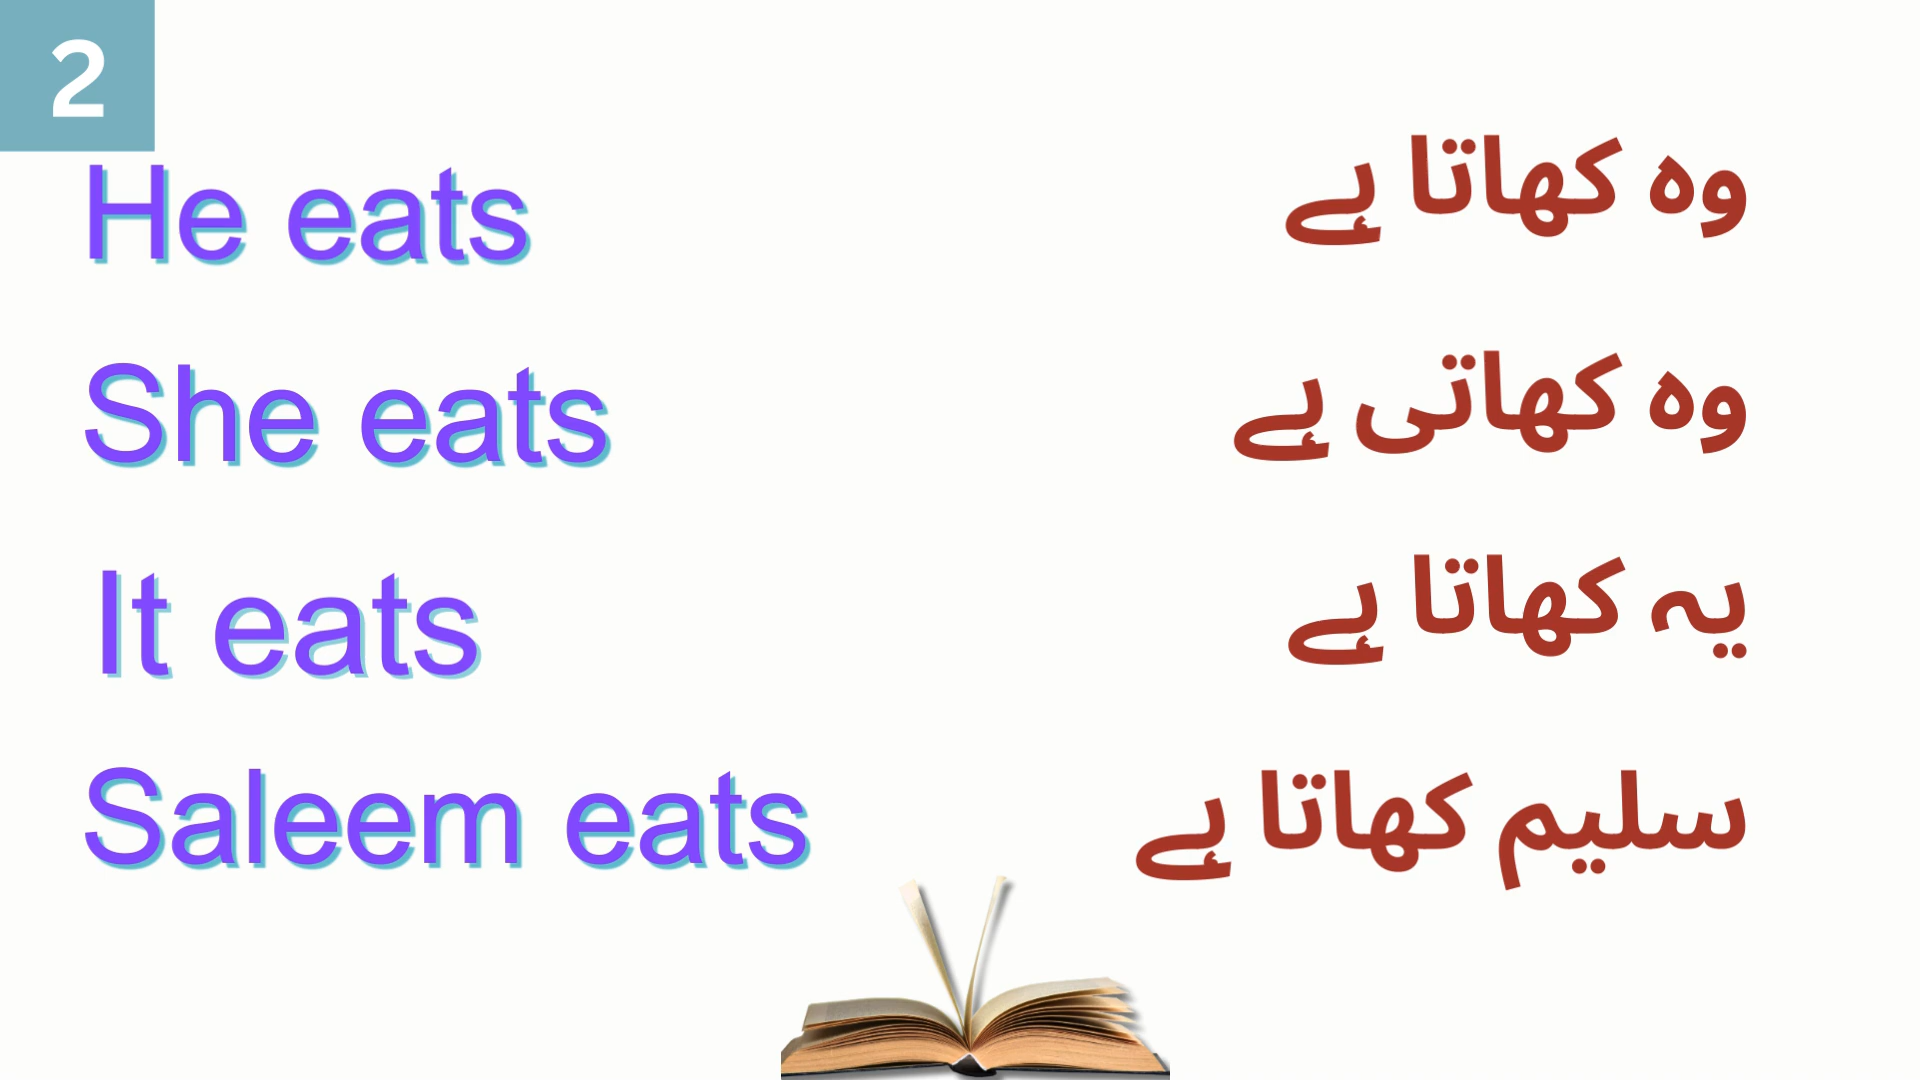 2
He eats
وہ کھاتا ہے
She eats
وہ کھاتی ہے
It eats
یہ کھاتا ہے
Saleem eats
سلیم کھاتا ہے